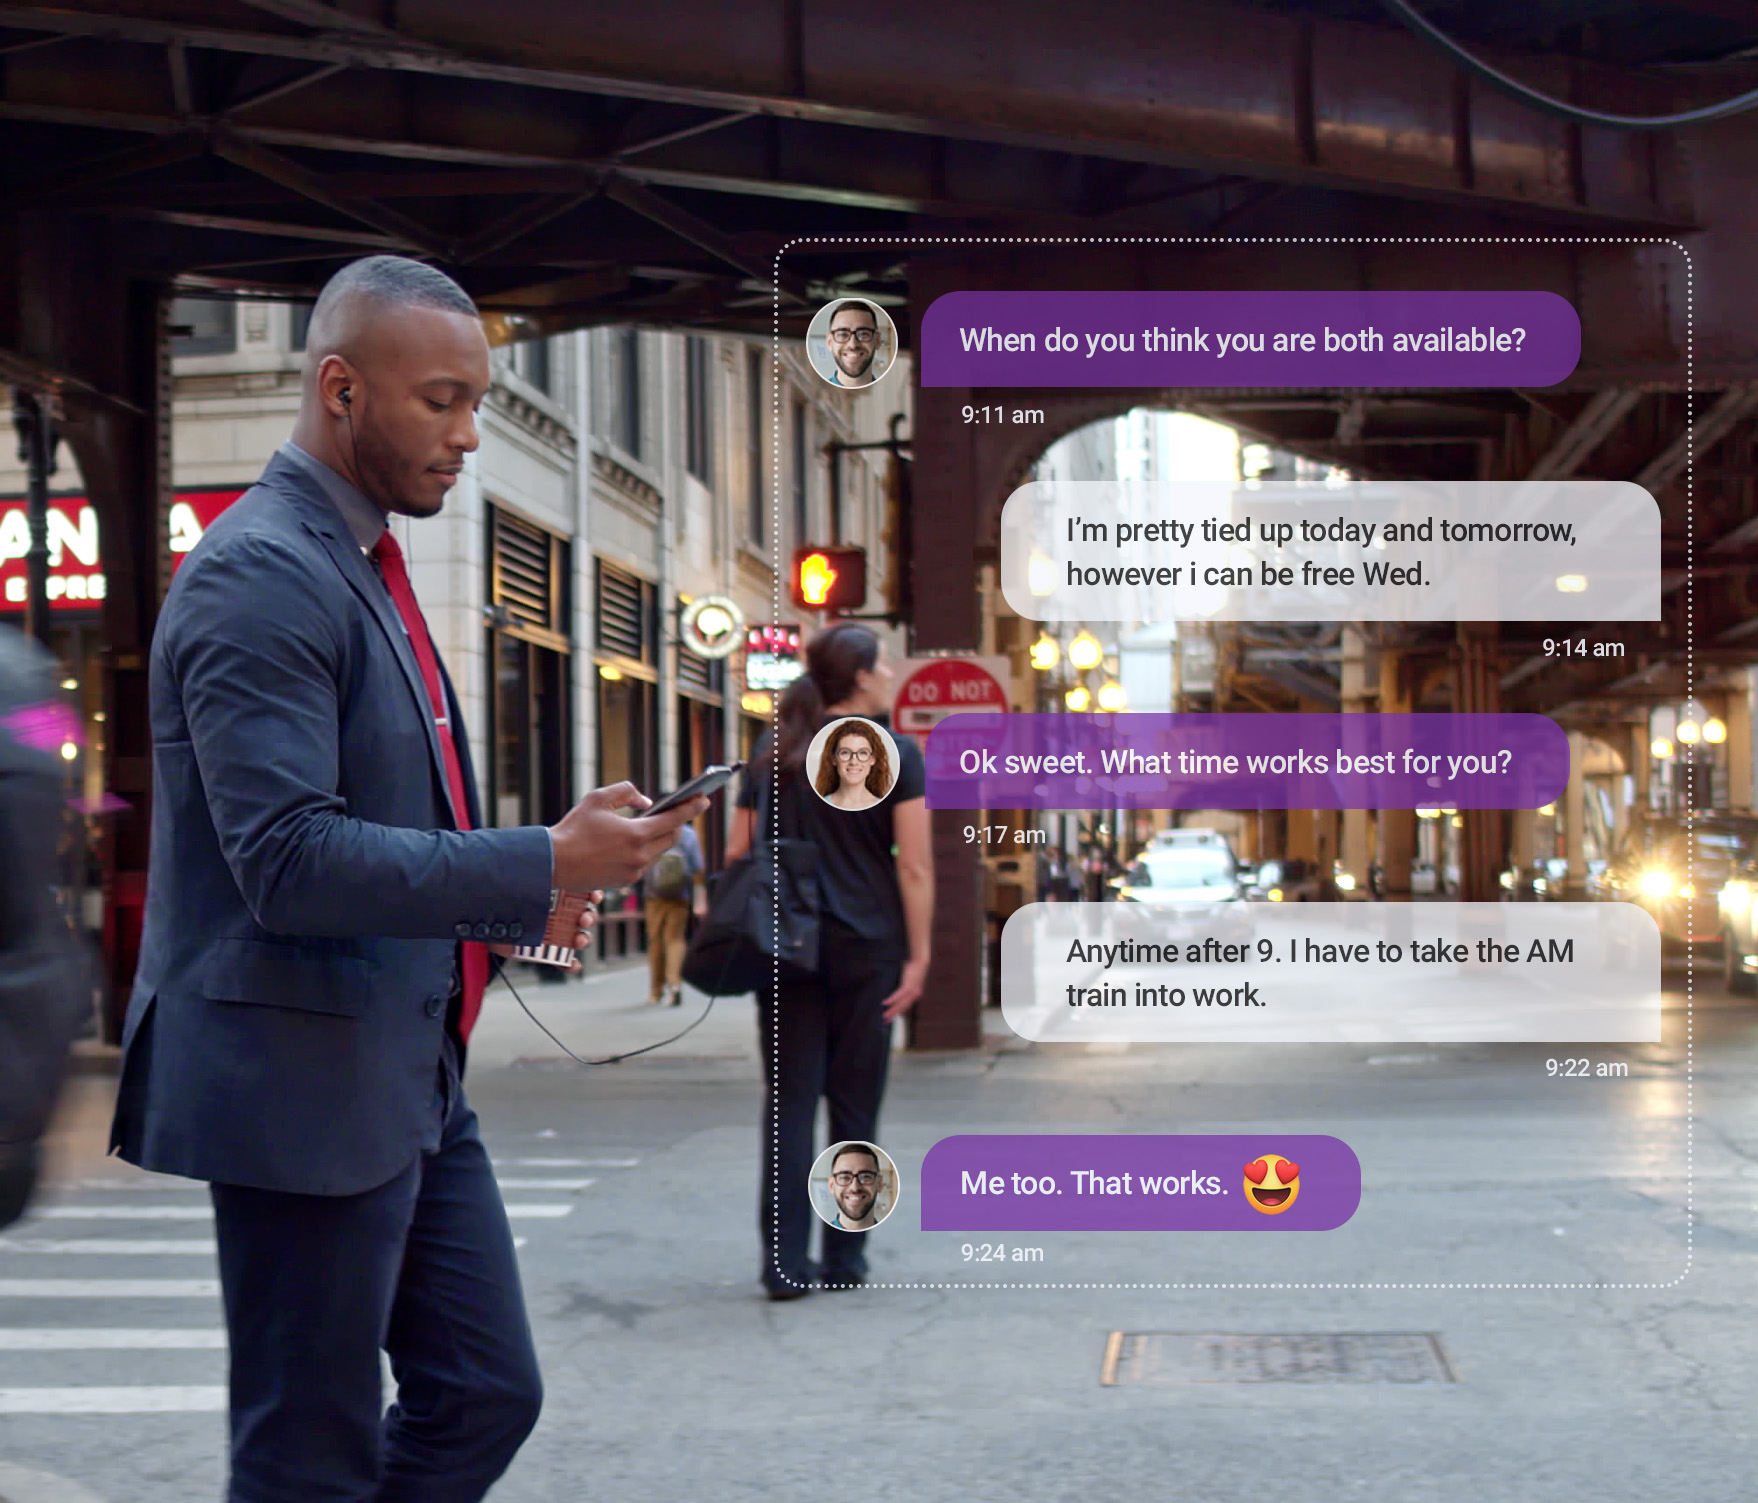 When do you think you are both available?
9:11 am
I'm pretty tied up today and tomorrow,
however i can be free Wed.
9:14 am
DO NOT
Ok sweet. What time works best for you?
9:17 am
Anytime after 9. I have to take the AM
train into work.
9:22 am
Me too. That works. 😍
9:24 am